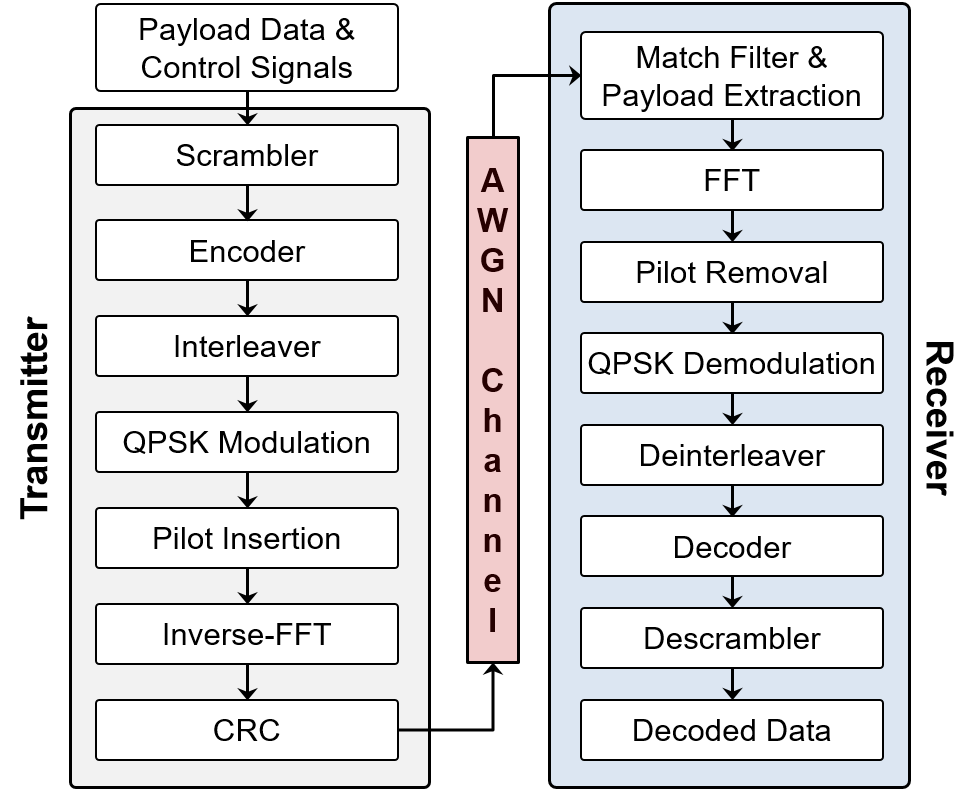 Payload Data &
Control Signals
Transmitter
Scrambler
Encoder
Interleaver
QPSK Modulation
Pilot Insertion
Inverse-FFT
CRC
AWGN Channel
Receiver
Match Filter &
Payload Extraction
FFT
Pilot Removal
QPSK Demodulation
Deinterleaver
Decoder
Descrambler
Decoded Data